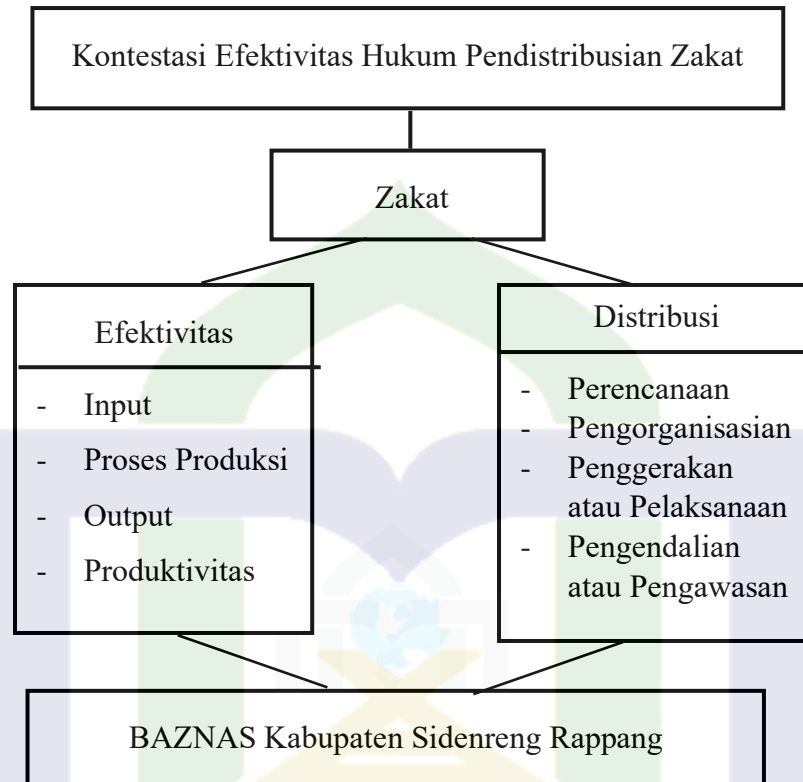 Kontestasi Efektivitas Hukum Pendistribusian Zakat
Zakat
Efektivitas
- Input
- Proses Produksi
- Output
- Produktivitas
Distribusi
- Perencanaan
- Pengorganisasian
- Penggerakan
atau Pelaksanaan
- Pengendalian
atau Pengawasan
BAZNAS Kabupaten Sidenreng Rappang